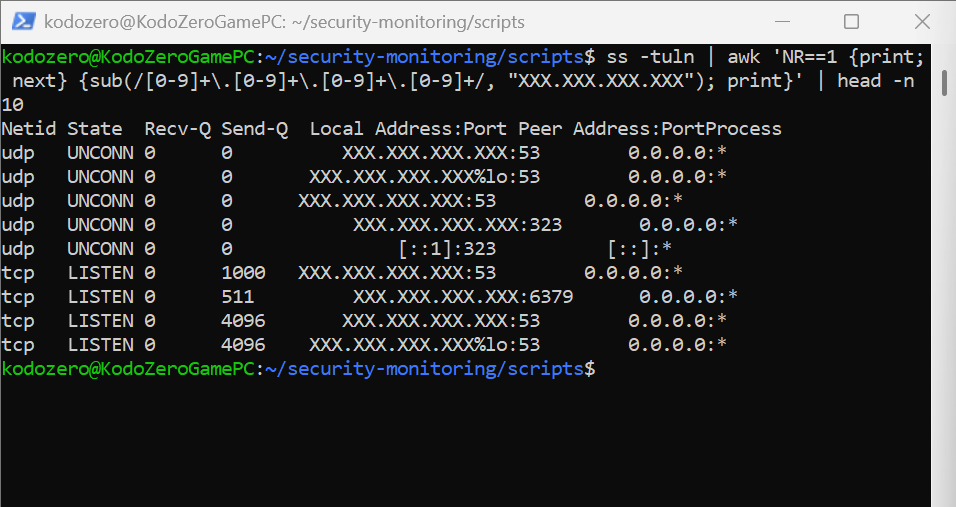 kodozero@KodoZeroGamePC: ~/security-monitoring/scripts
kodozero@KodoZeroGamePC:~/security-monitoring/scripts$ ss -tuln | awk 'NR==1 {print;
 next} {sub(/[0-9]+\.[0-9]+\.[0-9]+\.[0-9]+/, "XXX.XXX.XXX.XXX"); print}' | head -n
10
Netid State  Recv-Q Send-Q  Local Address:Port Peer Address:PortProcess
udp   UNCONN 0      0          XXX.XXX.XXX.XXX:53        0.0.0.0:*
udp   UNCONN 0      0       XXX.XXX.XXX.XXX%lo:53        0.0.0.0:*
udp   UNCONN 0      0      XXX.XXX.XXX.XXX:53        0.0.0.0:*
udp   UNCONN 0      0           XXX.XXX.XXX.XXX:323       0.0.0.0:*
udp   UNCONN 0      0               [::1]:323          [::]:*
tcp   LISTEN 0      1000   XXX.XXX.XXX.XXX:53        0.0.0.0:*
tcp   LISTEN 0      511         XXX.XXX.XXX.XXX:6379      0.0.0.0:*
tcp   LISTEN 0      4096       XXX.XXX.XXX.XXX:53        0.0.0.0:*
tcp   LISTEN 0      4096    XXX.XXX.XXX.XXX%lo:53        0.0.0.0:*
kodozero@KodoZeroGamePC:~/security-monitoring/scripts$